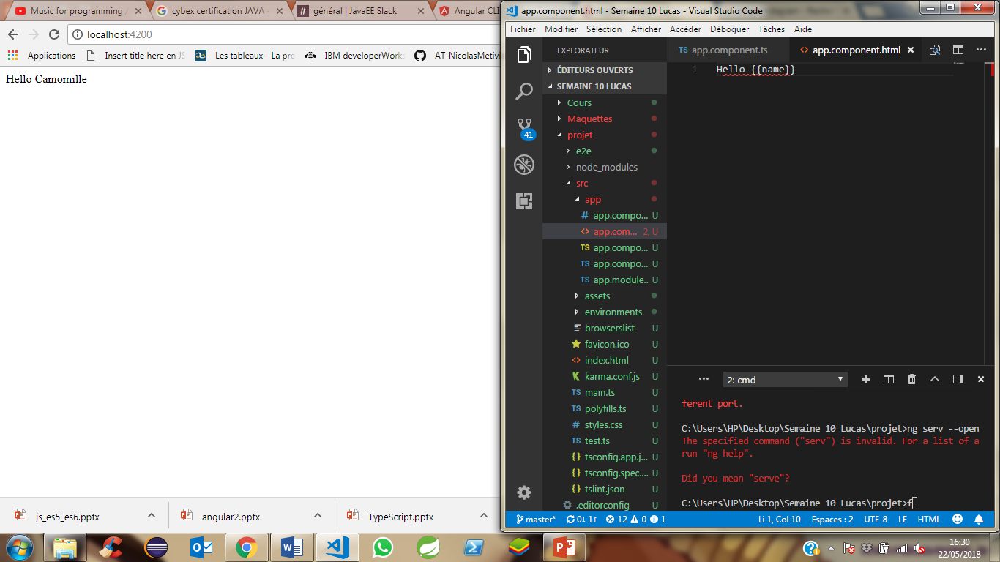 Music for programming /
cybex certification JAVA -
général | JavaEE Slack
Angular CLI
localhost:4200
Applications
Insert title here en JS
Les tableaux - La pro
IBM developerWorks
AT-NicolasMetivi
Hello Camomille
js_es5_es6.pptx
angular2.pptx
TypeScript.pptx
app.component.html - Semaine 10 Lucas - Visual Studio Code
Fichier Modifier Sélection Afficher Accéder Déboguer Tâches Aide
EXPLORATEUR
ÉDITEURS OUVERTS
SEMAINE 10 LUCAS
Cours
Maquettes
projet
e2e
node_modules
src
app
# app.compo... U
<> app.com... 2, U
TS app.compo... U
TS app.compo... U
TS app.module.. U
assets
environments
browserslist U
favicon.ico U
<> index.html U
karma.conf.js U
TS main.ts U
TS polyfills.ts U
# styles.css U
TS test.ts U
{} tsconfig.app.j... U
{} tsconfig.spec.... U
{} tslint.json U
.editorconfig U
41
TS app.component.ts
<> app.component.html
1 Hello {{name}}
2: cmd
ferent port.
C:\Users\HP\Desktop\Semaine 10 Lucas\projet>ng serv --open
The specified command ("serv") is invalid. For a list of a
run "ng help".
Did you mean "serve"?
C:\Users\HP\Desktop\Semaine 10 Lucas\projet>f
master* 0↓ 1↑ 12 0 1
Li 1, Col 10 Espaces : 2 UTF-8 LF HTML
16:30
22/05/2018